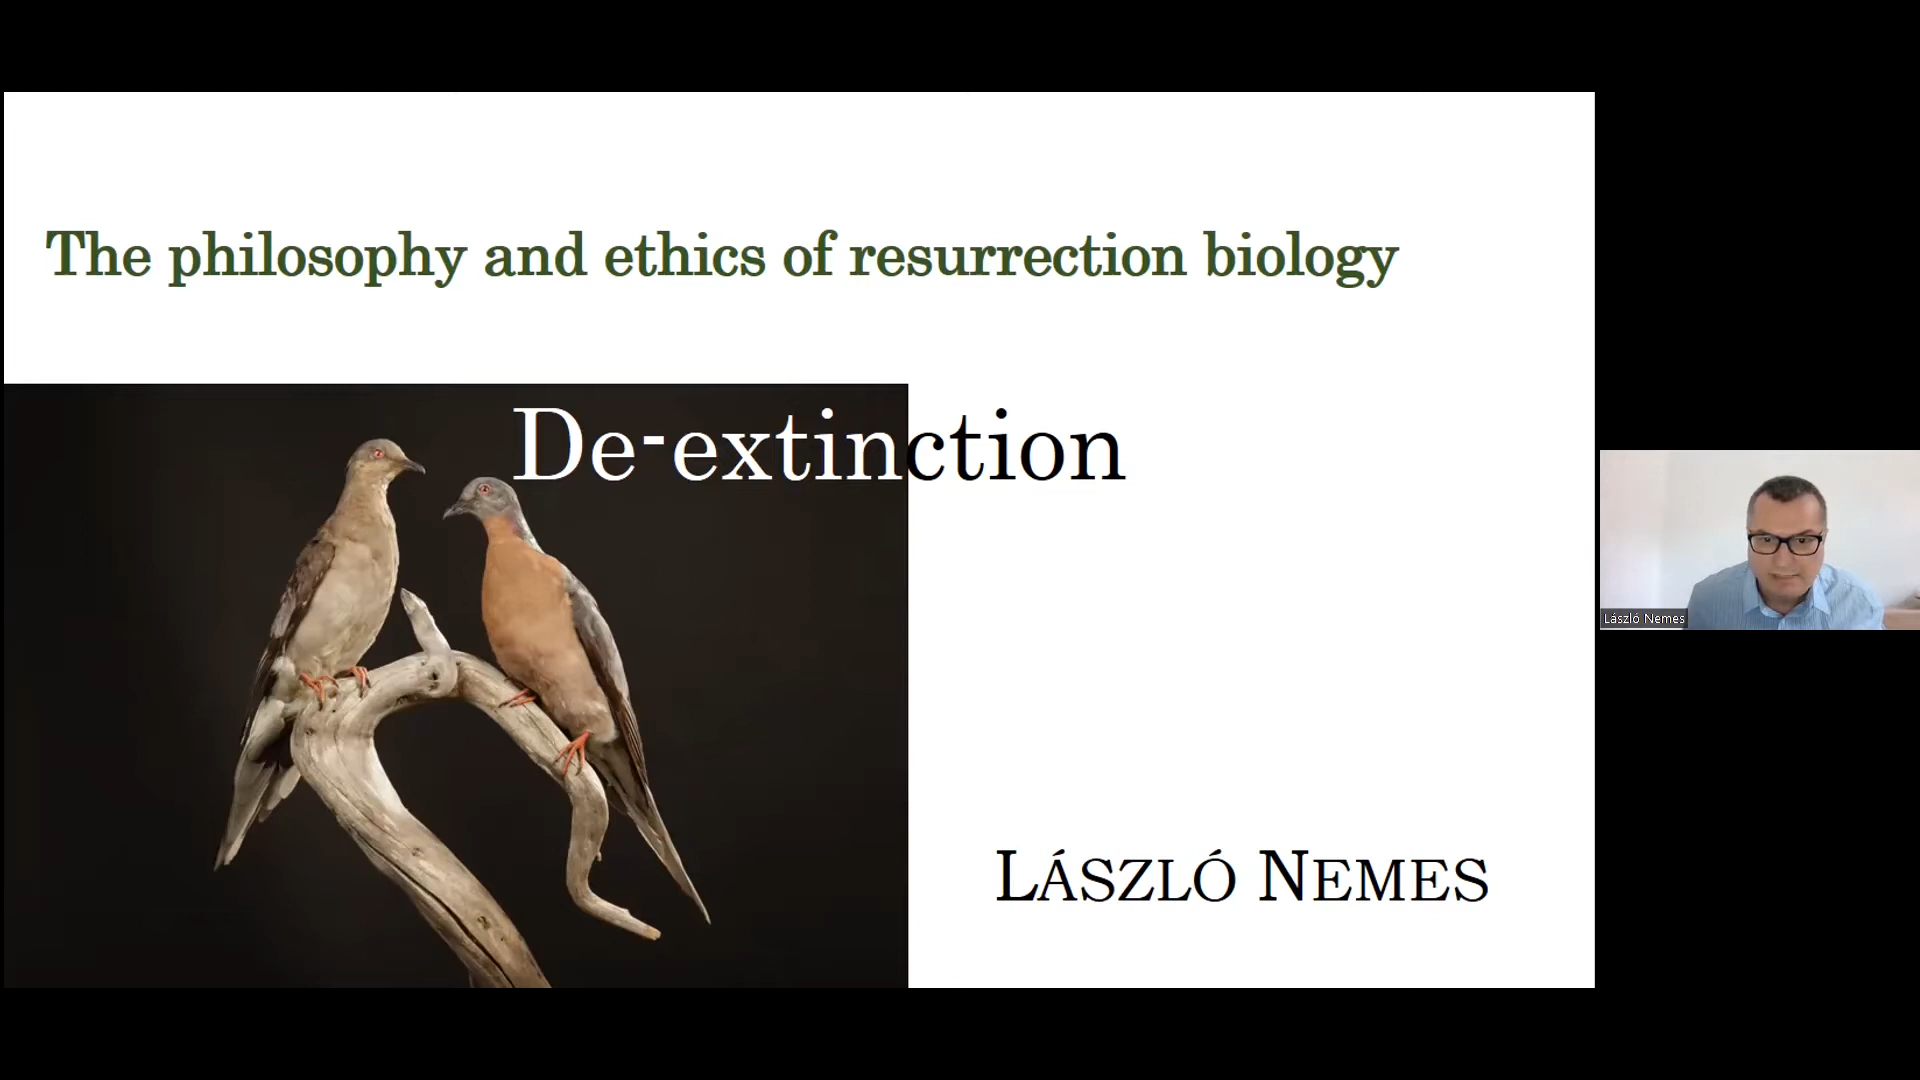 The philosophy and ethics of resurrection biology
De-extinction
LÁSZLÓ NEMES
László Nemes